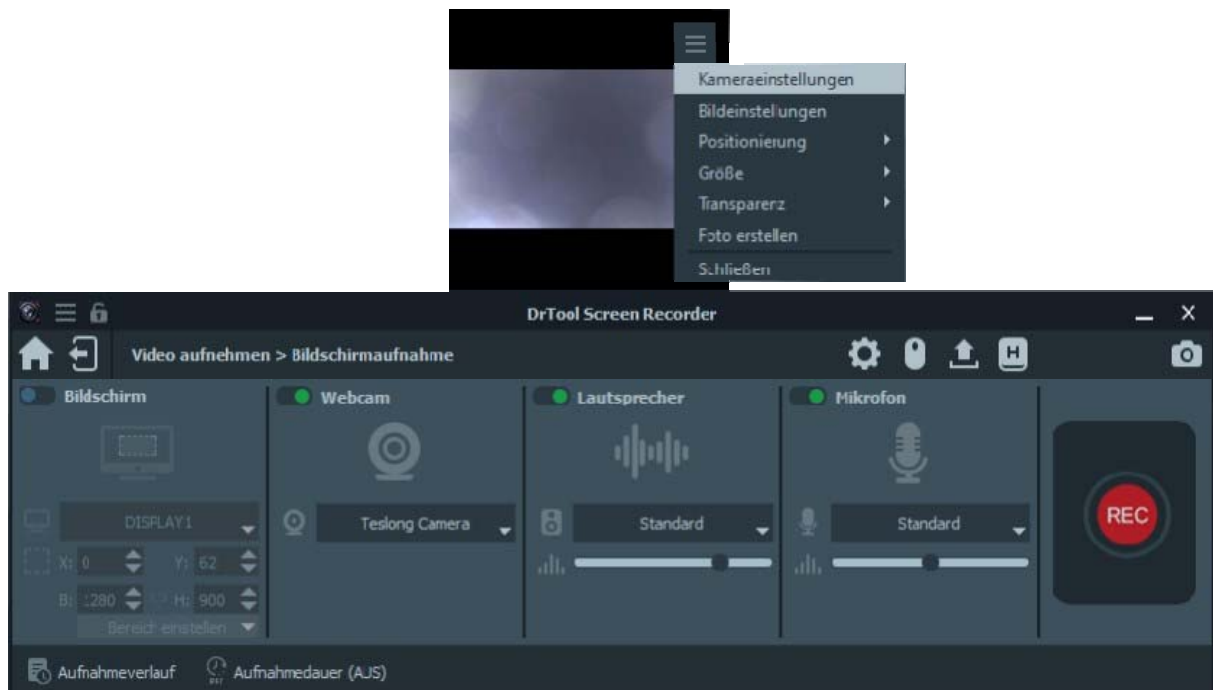 Kameraeinstellungen
Bildeinstellungen
Positionierung
Größe
Transparenz
Foto erstellen
Schließen
DrTool Screen Recorder
Video aufnehmen > Bildschirmaufnahme
H
Bildschirm
Webcam
Lautsprecher
Mikrofon
DISPLAY1
Teslong Camera
Standard
Standard
REC
X: 0 Y: 62
B: 1280 H: 900
Bereich einstellen
Aufnahmeverlauf
Aufnahmedauer (AUS)